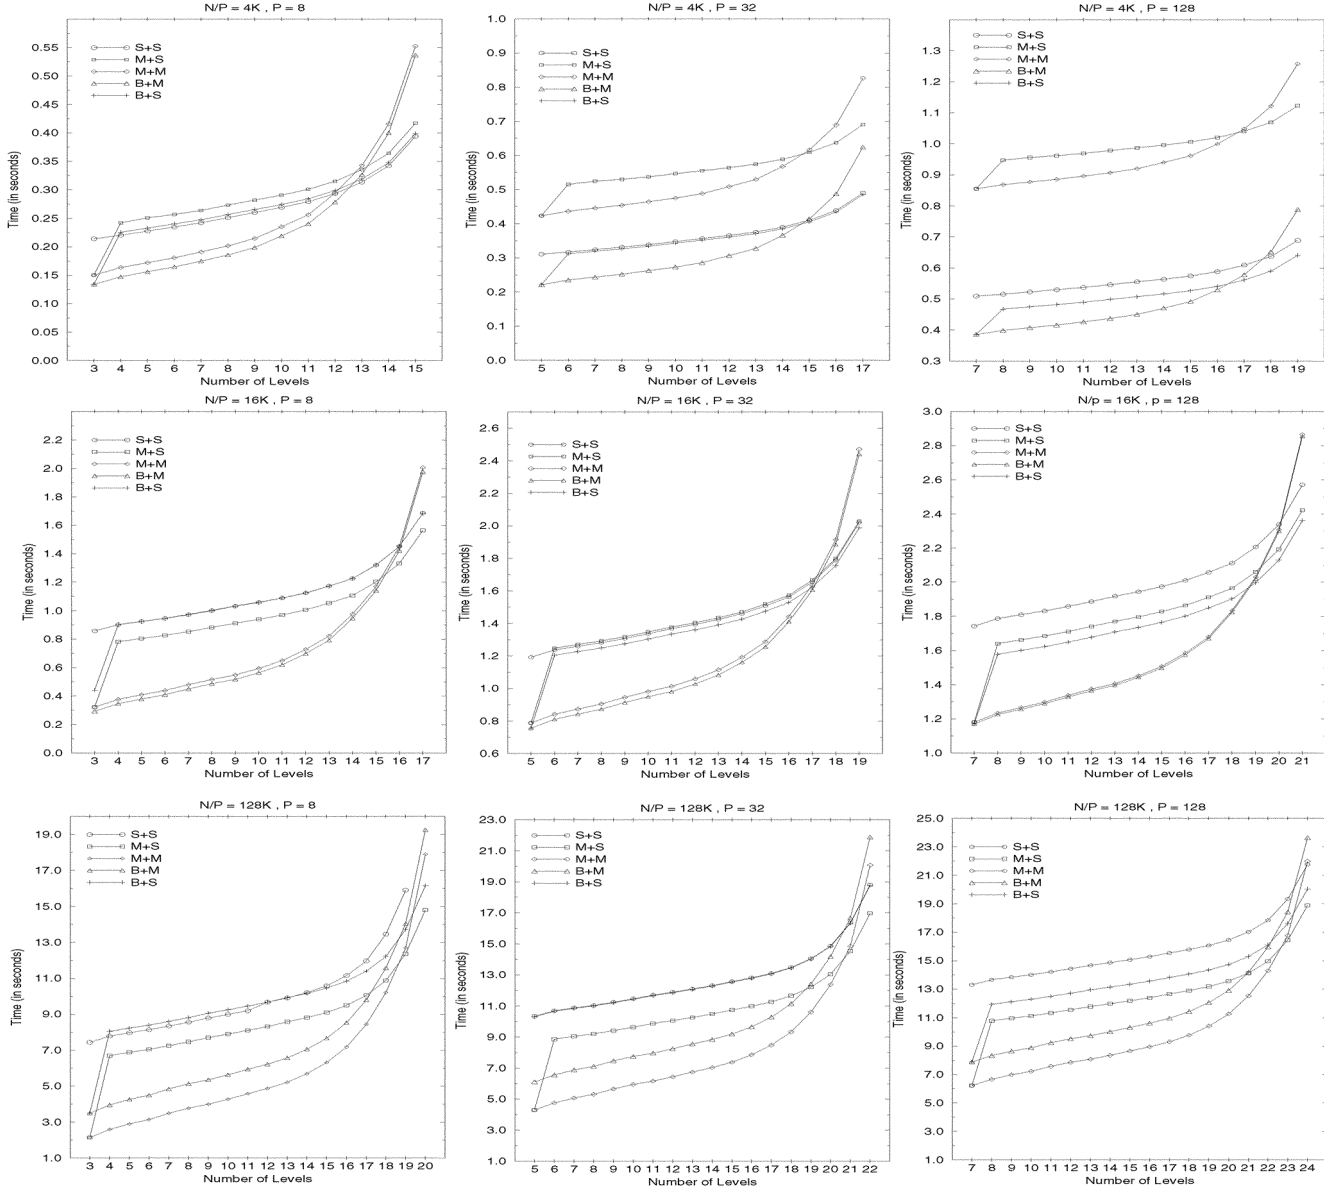 N/P = 4K , P = 8
Time (in seconds)
0.55
0.50
0.45
0.40
0.35
0.30
0.25
0.20
0.15
0.10
0.05
0.00
S+S
M+S
M+M
B+M
B+S
3 4 5 6 7 8 9 10 11 12 13 14 15
Number of Levels
N/P = 4K , P = 32
Time (in seconds)
1.0
0.9
0.8
0.7
0.6
0.5
0.4
0.3
0.2
0.1
0.0
S+S
M+S
M+M
B+M
B+S
5 6 7 8 9 10 11 12 13 14 15 16 17
Number of Levels
N/P = 4K , P = 128
Time (in seconds)
1.3
1.2
1.1
1.0
0.9
0.8
0.7
0.6
0.5
0.4
0.3
S+S
M+S
M+M
B+M
B+S
7 8 9 10 11 12 13 14 15 16 17 18 19
Number of Levels
N/P = 16K , P = 8
Time (in seconds)
2.2
2.0
1.8
1.6
1.4
1.2
1.0
0.8
0.6
0.4
0.2
0.0
S+S
M+S
M+M
B+M
B+S
3 4 5 6 7 8 9 10 11 12 13 14 15 16 17
Number of Levels
N/P = 16K , P = 32
Time (in seconds)
2.6
2.4
2.2
2.0
1.8
1.6
1.4
1.2
1.0
0.8
0.6
S+S
M+S
M+M
B+M
B+S
5 6 7 8 9 10 11 12 13 14 15 16 17 18 19
Number of Levels
N/p = 16K, p = 128
Time (in seconds)
3.0
2.8
2.6
2.4
2.2
2.0
1.8
1.6
1.4
1.2
1.0
S+S
M+S
M+M
B+M
B+S
7 8 9 10 11 12 13 14 15 16 17 18 19 20 21
Number of Levels
N/P = 128K , P = 8
Time (in seconds)
19.0
17.0
15.0
13.0
11.0
9.0
7.0
5.0
3.0
1.0
S+S
M+S
M+M
B+M
B+S
3 4 5 6 7 8 9 10 11 12 13 14 15 16 17 18 19 20
Number of Levels
N/P = 128K , P = 32
Time (in seconds)
23.0
21.0
19.0
17.0
15.0
13.0
11.0
9.0
7.0
5.0
3.0
1.0
S+S
M+S
M+M
B+M
B+S
5 6 7 8 9 10 11 12 13 14 15 16 17 18 19 20 21 22
Number of Levels
N/P = 128K , P = 128
Time (in seconds)
25.0
23.0
21.0
19.0
17.0
15.0
13.0
11.0
9.0
7.0
5.0
3.0
1.0
S+S
M+S
M+M
B+M
B+S
7 8 9 10 11 12 13 14 15 16 17 18 19 20 21 22 23 24
Number of Levels